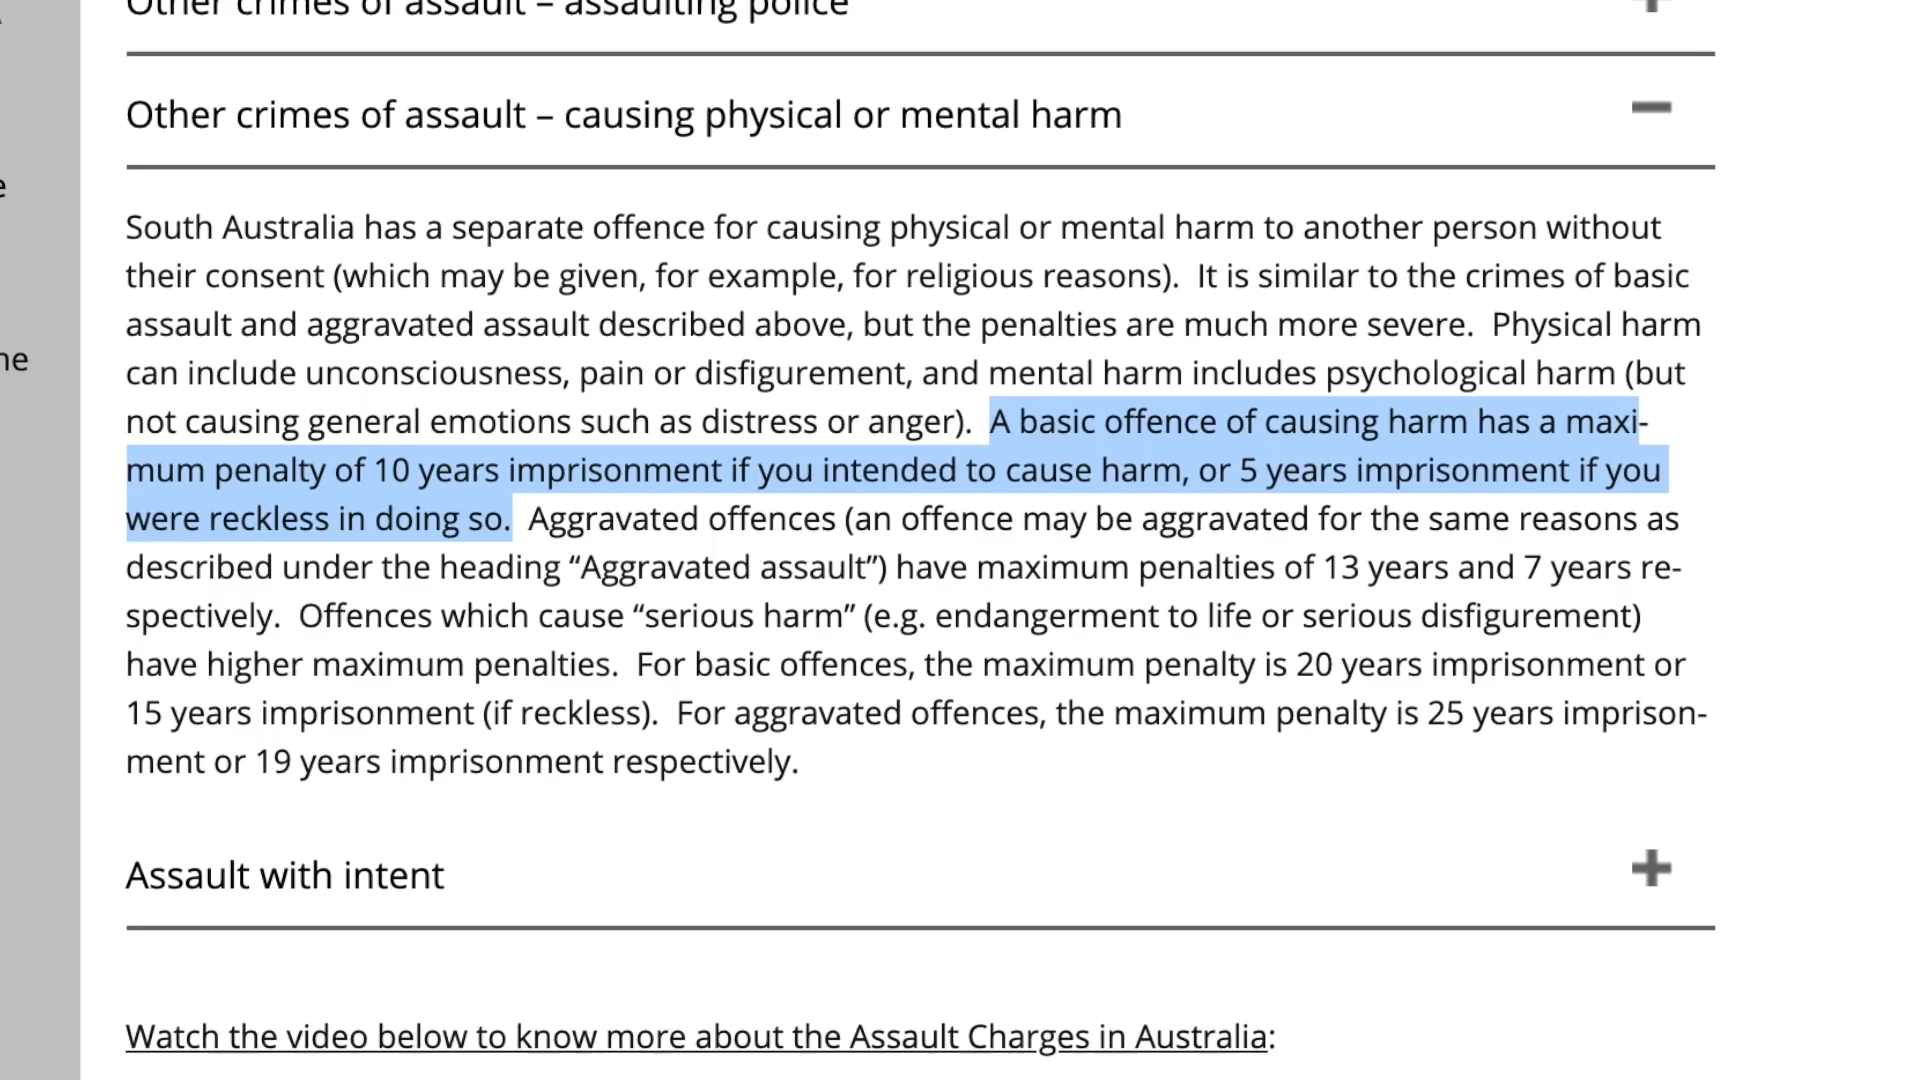 Other crimes of assault – assaulting police
Other crimes of assault – causing physical or mental harm
e
South Australia has a separate offence for causing physical or mental harm to another person without
their consent (which may be given, for example, for religious reasons).  It is similar to the crimes of basic
assault and aggravated assault described above, but the penalties are much more severe.  Physical harm
ne
can include unconsciousness, pain or disfigurement, and mental harm includes psychological harm (but
not causing general emotions such as distress or anger).  A basic offence of causing harm has a maxi-
mum penalty of 10 years imprisonment if you intended to cause harm, or 5 years imprisonment if you
were reckless in doing so.  Aggravated offences (an offence may be aggravated for the same reasons as
described under the heading “Aggravated assault”) have maximum penalties of 13 years and 7 years re-
spectively.  Offences which cause “serious harm” (e.g. endangerment to life or serious disfigurement)
have higher maximum penalties.  For basic offences, the maximum penalty is 20 years imprisonment or
15 years imprisonment (if reckless).  For aggravated offences, the maximum penalty is 25 years imprison-
ment or 19 years imprisonment respectively.
Assault with intent
Watch the video below to know more about the Assault Charges in Australia: